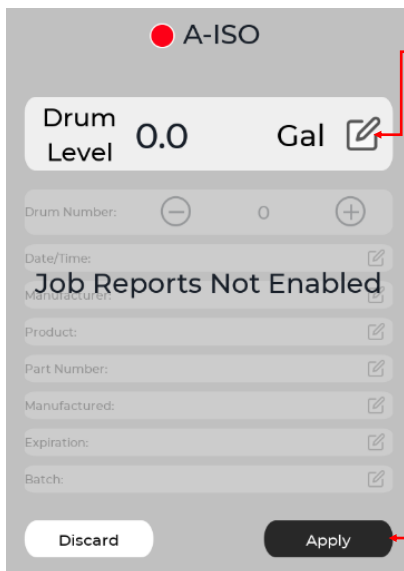 A-ISO
Drum Level 0.0 Gal
Drum Number: 0
Date/Time:
Job Reports Not Enabled
Manufacturer:
Product:
Part Number:
Manufactured:
Expiration:
Batch:
Discard Apply